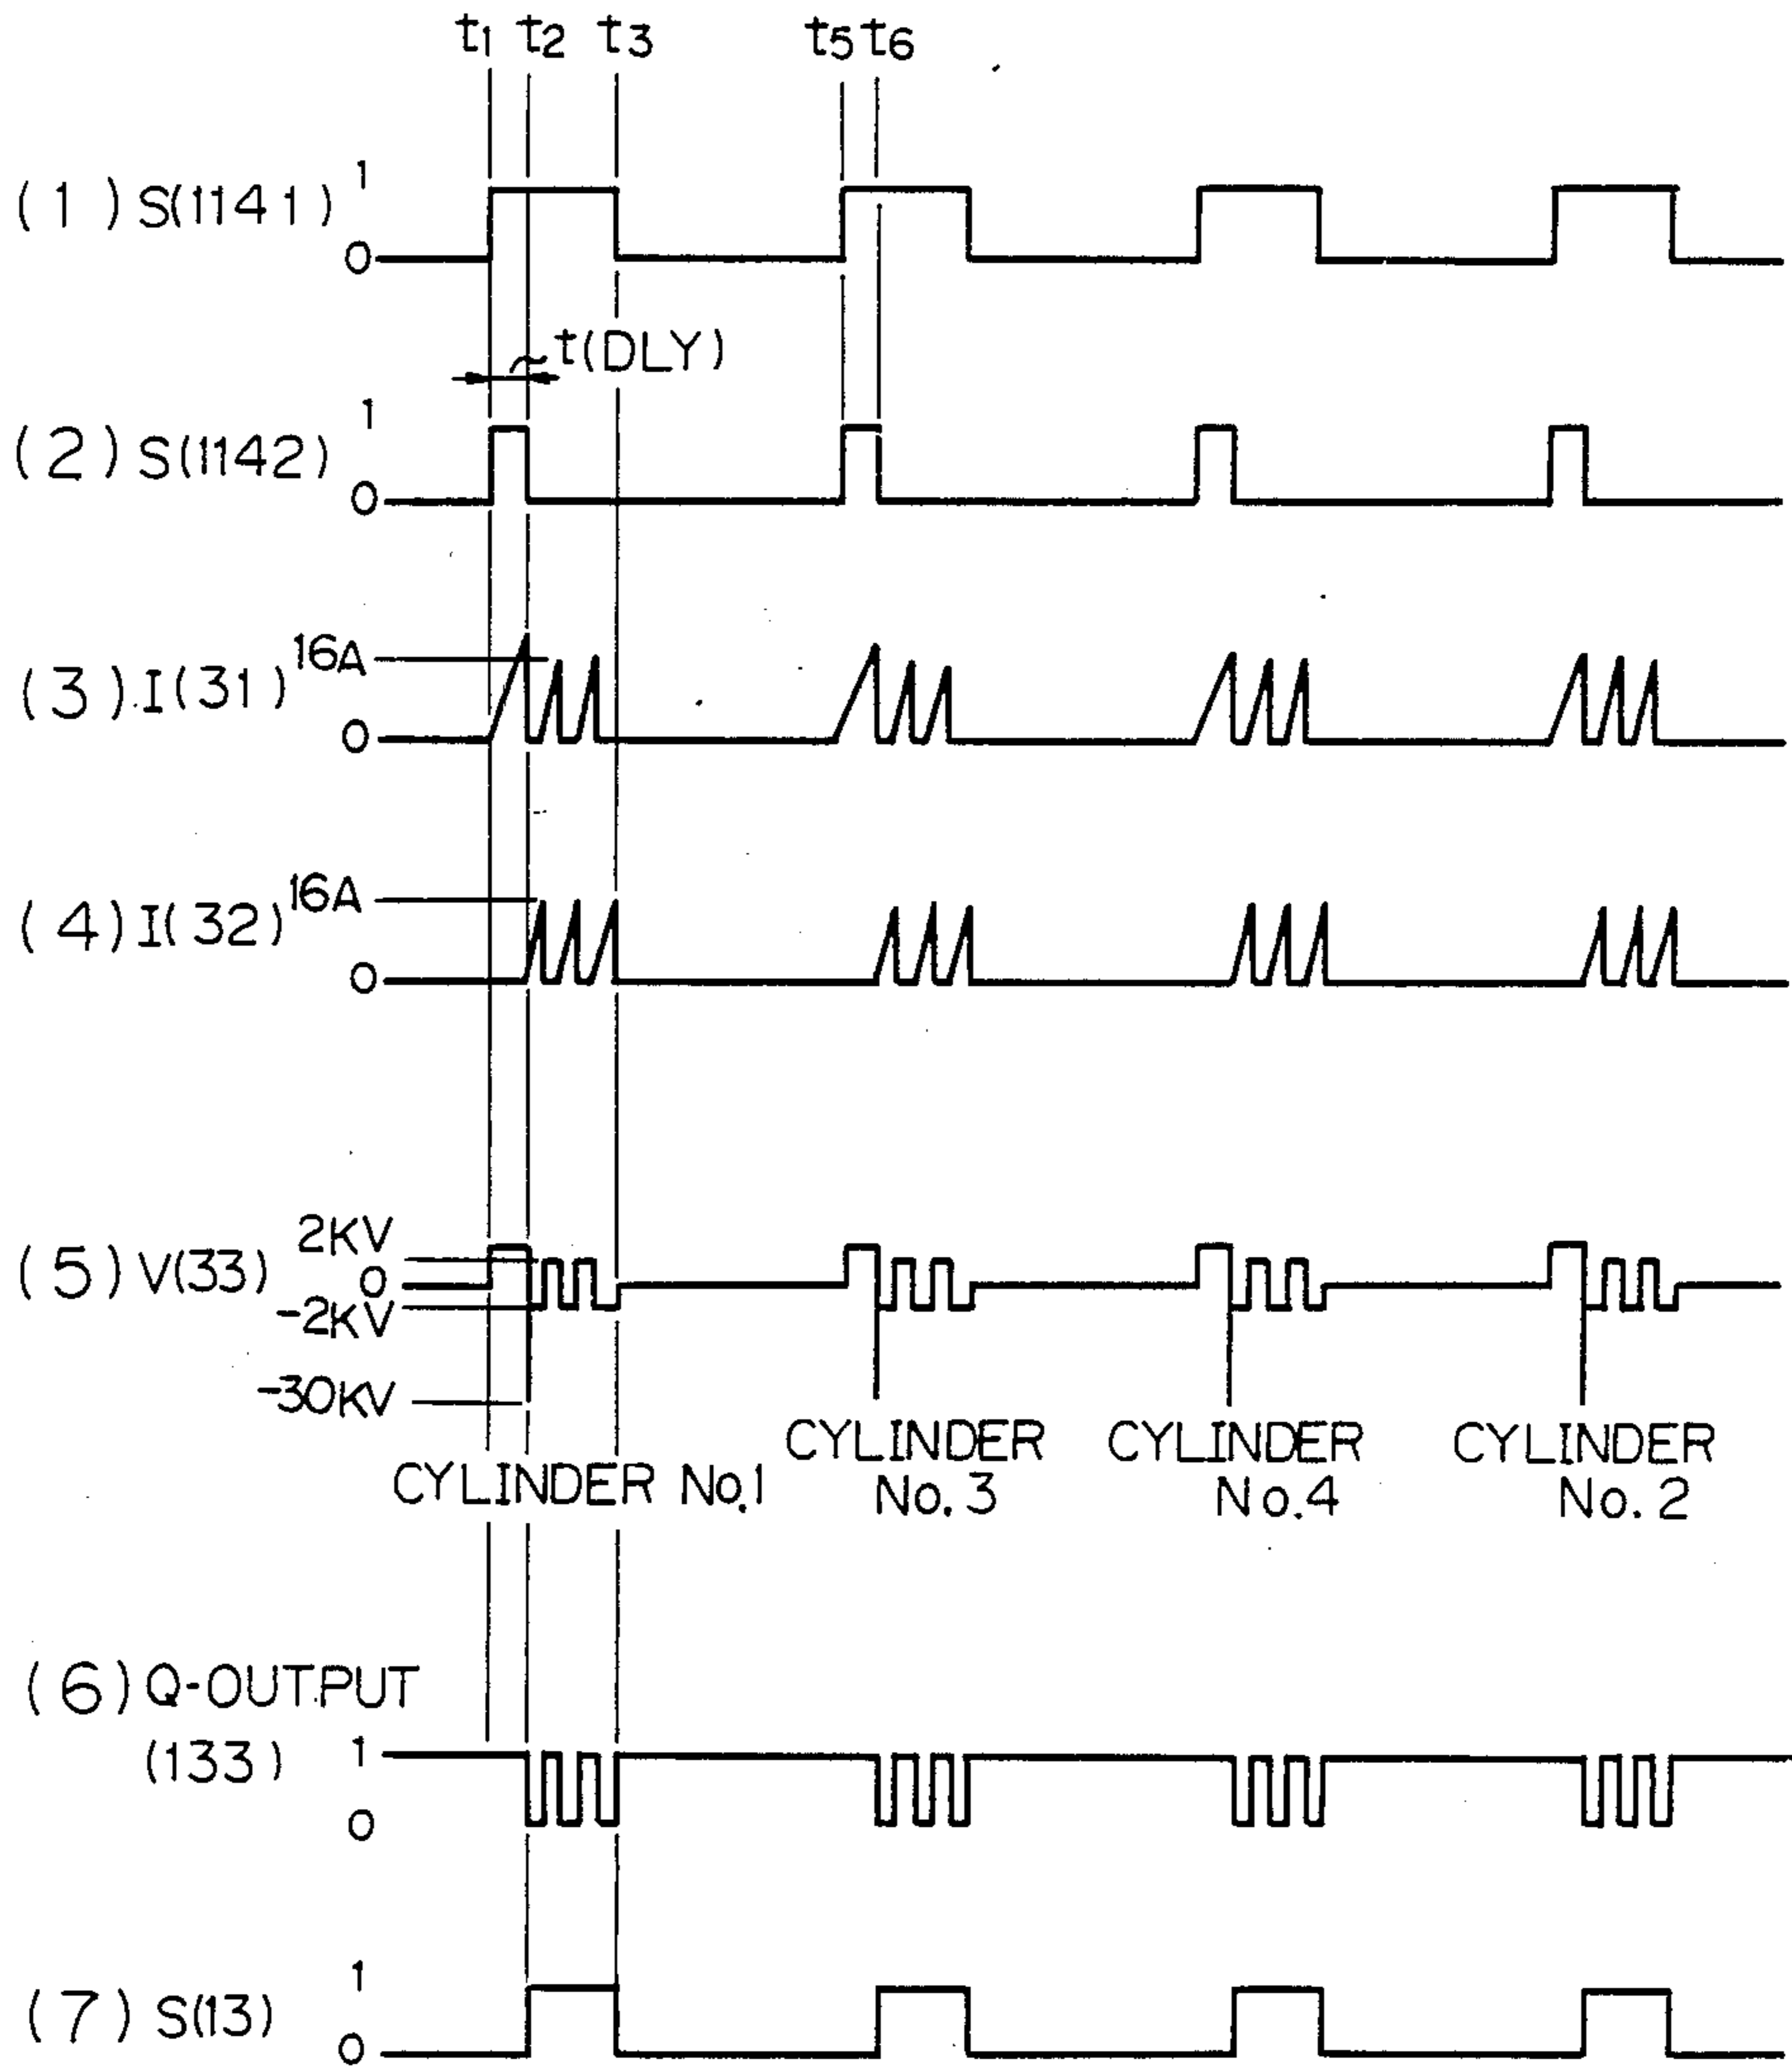 t1 t2 t3 t5 t6
(1) S(1141) 1
0
~t(DLY)
(2) S(1142) 1
0
(3) I(31) 16A
0
(4) I(32) 16A
0
(5) V(33) 2KV
0
-2KV
-30KV
CYLINDER No.1
CYLINDER No.3
CYLINDER No.4
CYLINDER No.2
(6) Q-OUTPUT
(133) 1
0
(7) S(13) 1
0